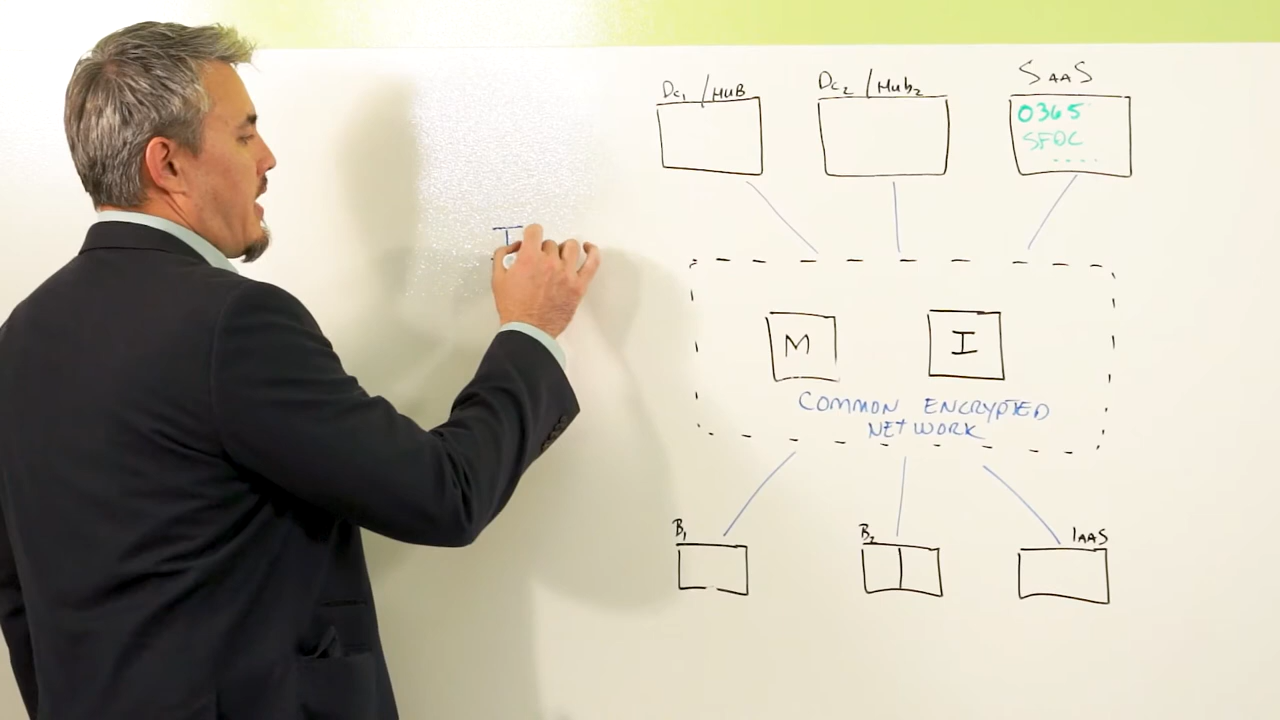 Dc1 /HUB
Dc2 /Hub2
SAAS
O365
SFDC
....
M
I
COMMON ENCRYPTED
NETWORK
B1
B2
IAAS
I